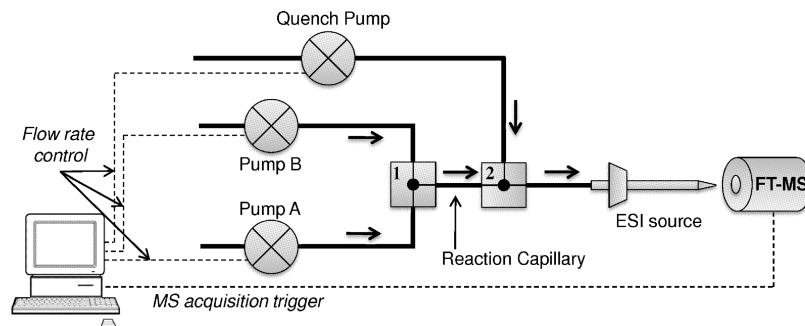 Quench Pump
Flow rate
control
Pump B
1
2
FT-MS
Pump A
ESI source
Reaction Capillary
MS acquisition trigger